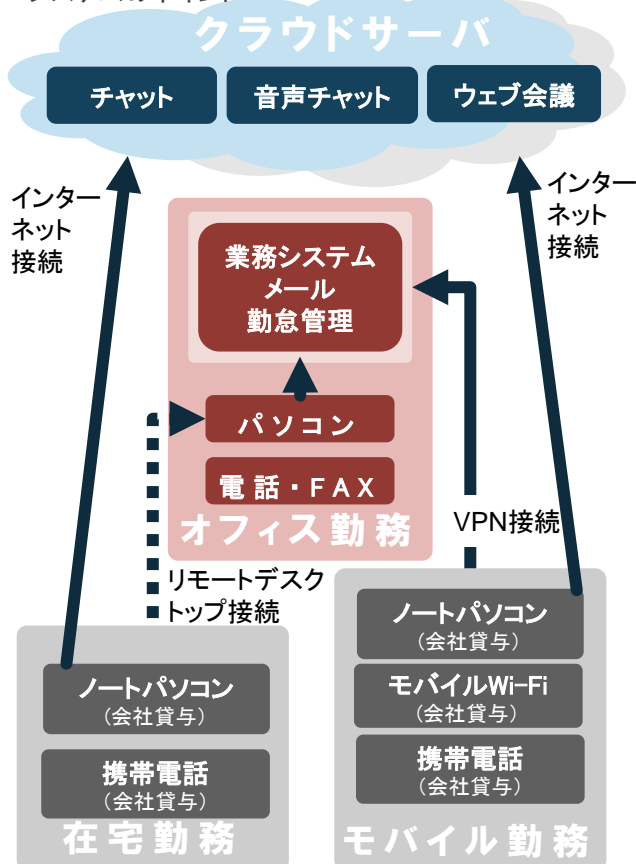 クラウドサーバ
チャット
音声チャット
ウェブ会議
インター
ネット
接続
インター
ネット
接続
業務システム
メール
勤怠管理
パソコン
電話・FAX
オフィス勤務
VPN接続
リモートデスク
トップ接続
ノートパソコン
(会社貸与)
携帯電話
(会社貸与)
在宅勤務
ノートパソコン
(会社貸与)
モバイルWi-Fi
(会社貸与)
携帯電話
(会社貸与)
モバイル勤務